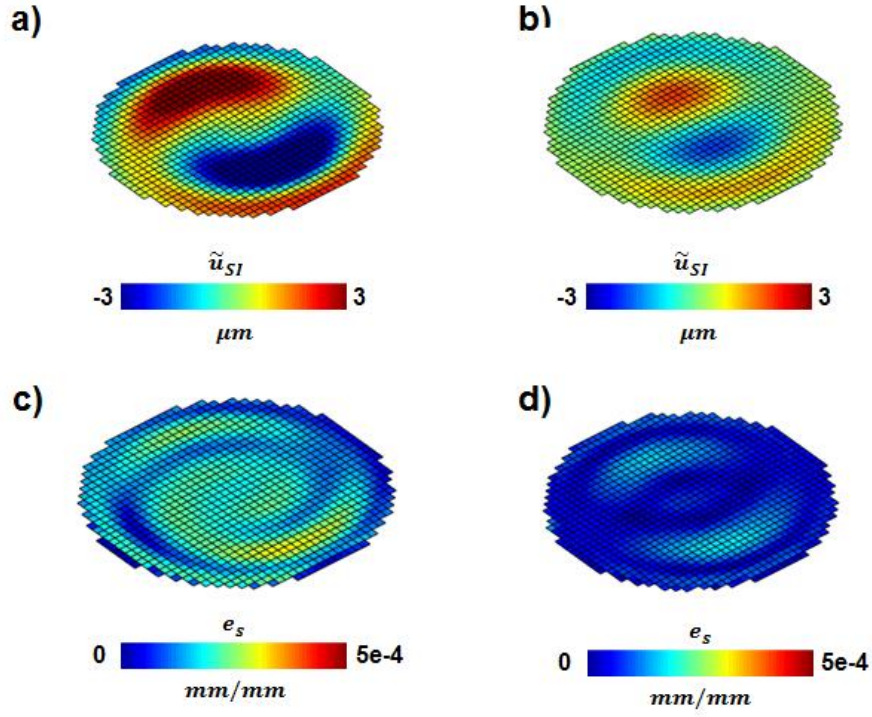 a) b)
ũ_SI ũ_SI
-3 3 -3 3
μm μm
c) d)
e_s e_s
0 5e-4 0 5e-4
mm/mm mm/mm